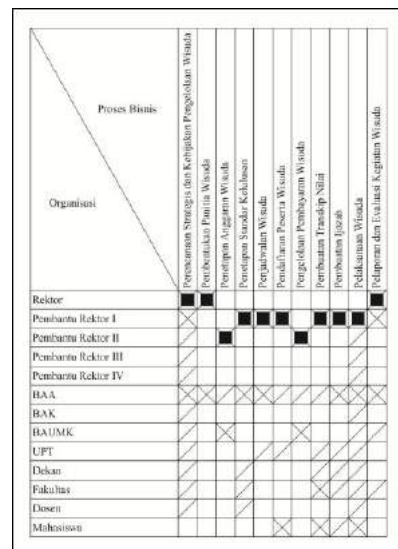 Proses Bisnis
Organisasi
Perencanaan Strategis dan Kebijakan Pengelolaan Wisuda
Pembentukan Panitia Wisuda
Penetapan Anggaran Wisuda
Penetapan Standar Kelulusan
Penjadwalan Wisuda
Pendaftaran Peserta Wisuda
Pengelolaan Pembayaran Wisuda
Pembuatan Transkip Nilai
Pembuatan Ijazah
Pelaksanaan Wisuda
Pelaporan dan Evaluasi Kegiatan Wisuda
Rektor
Pembantu Rektor I
Pembantu Rektor II
Pembantu Rektor III
Pembantu Rektor IV
BAA
BAK
BAUMK
UPT
Dekan
Fakultas
Dosen
Mahasiswa